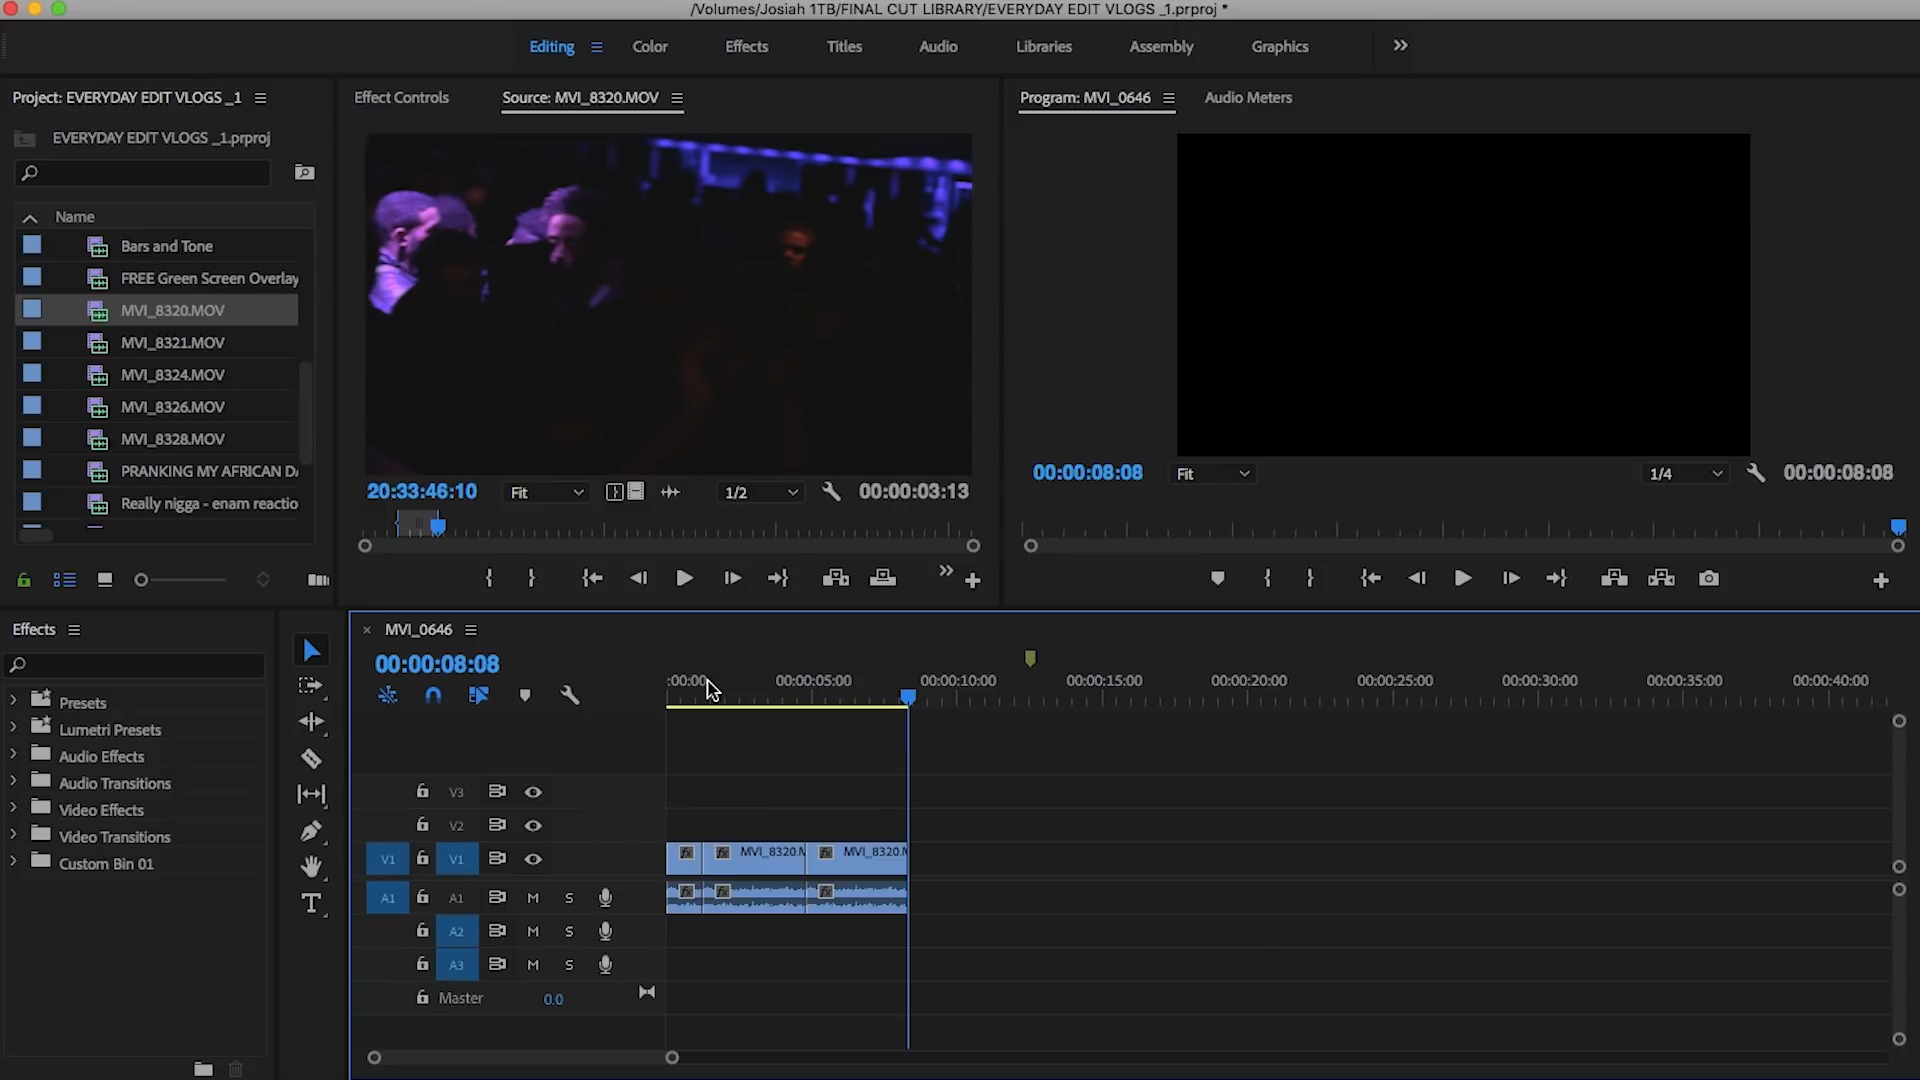 /Volumes/Josiah 1TB/FINAL CUT LIBRARY/EVERYDAY EDIT VLOGS _1.prproj *
Editing Color Effects Titles Audio Libraries Assembly Graphics
Project: EVERYDAY EDIT VLOGS _1
Effect Controls
Source: MVI_8320.MOV
Program: MVI_0646
Audio Meters
EVERYDAY EDIT VLOGS _1.prproj
Name
Bars and Tone
FREE Green Screen Overlay
MVI_8320.MOV
MVI_8321.MOV
MVI_8324.MOV
MVI_8326.MOV
MVI_8328.MOV
PRANKING MY AFRICAN DA
Really nigga - enam reactio
20:33:46:10 Fit 1/2 00:00:03:13
00:00:08:08 Fit 1/4 00:00:08:08
Effects
Presets
Lumetri Presets
Audio Effects
Audio Transitions
Video Effects
Video Transitions
Custom Bin 01
MVI_0646
00:00:08:08
:00:00 00:00:05:00 00:00:10:00 00:00:15:00 00:00:20:00 00:00:25:00 00:00:30:00 00:00:35:00 00:00:40:00
V3
V2
V1 V1 fx fx MVI_8320.M fx MVI_8320.M
A1 A1 M S fx fx fx
A2 M S
A3 M S
Master 0.0